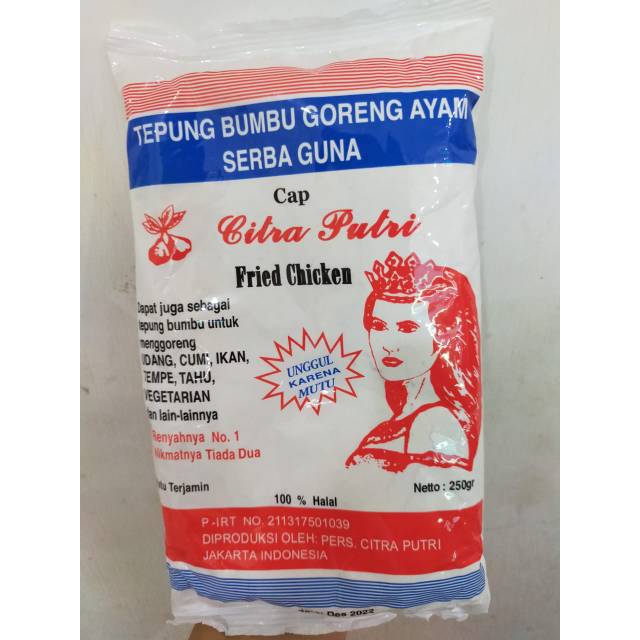 TEPUNG BUMBU GORENG AYAM
SERBA GUNA
Cap
Citra Putri
Fried Chicken
Dapat juga sebagai
tepung bumbu untuk
menggoreng
UDANG, CUMI, IKAN,
TEMPE, TAHU,
VEGETARIAN
dan lain-lainnya
Renyahnya No. 1
Nikmatnya Tiada Dua
UNGGUL
KARENA
MUTU
Terjamin
100 % Halal
Netto : 250gr
P-IRT NO. 211317501039
DIPRODUKSI OLEH: PERS. CITRA PUTRI
JAKARTA INDONESIA
Des 2022